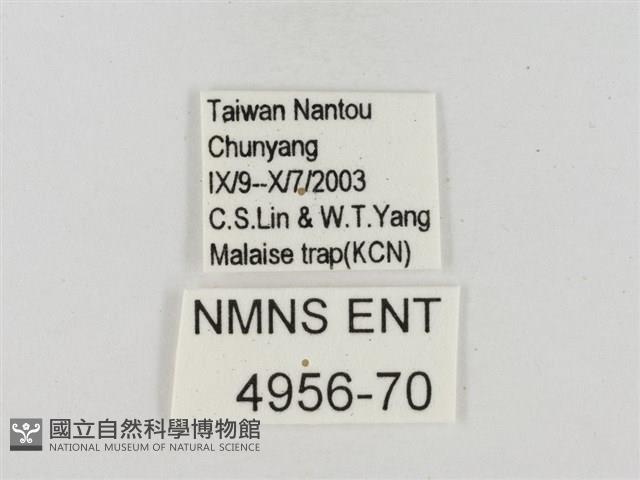 Taiwan Nantou
Chunyang
IX/9--X/7/2003
C.S.Lin & W.T.Yang
Malaise trap(KCN)
NMNS ENT
4956-70
國立自然科學博物館
NATIONAL MUSEUM OF NATURAL SCIENCE